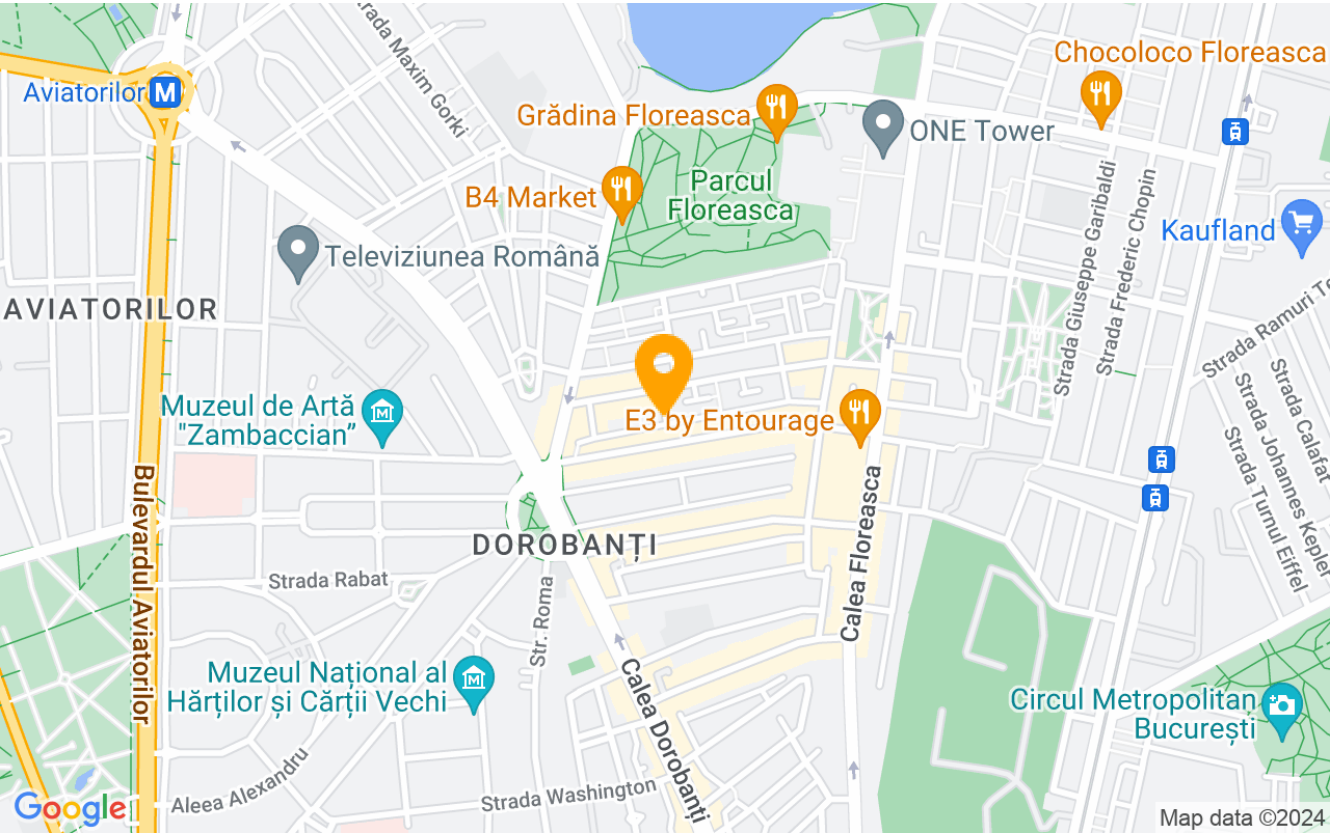 Strada Maxim Gorki
Chocoloco Floreasca
Aviatorilor
M
Grădina Floreasca
ONE Tower
B4 Market
Parcul
Floreasca
Strada Giuseppe Garibaldi
Strada Frederic Chopin
Kaufland
Televiziunea Română
AVIATORILOR
Strada Ramuri Te
Muzeul de Artă
"Zambaccian”
E3 by Entourage
Strada Calafat
Strada Johannes Kepler
Strada Turnul Eiffel
Bulevardul Aviatorilor
Calea Floreasca
DOROBANȚI
Strada Rabat
Str. Roma
Muzeul Național al
Hărților și Cărții Vechi
Calea Dorobanți
Circul Metropolitan
București
Aleea Alexandru
Strada Washington
Google
Map data ©2024